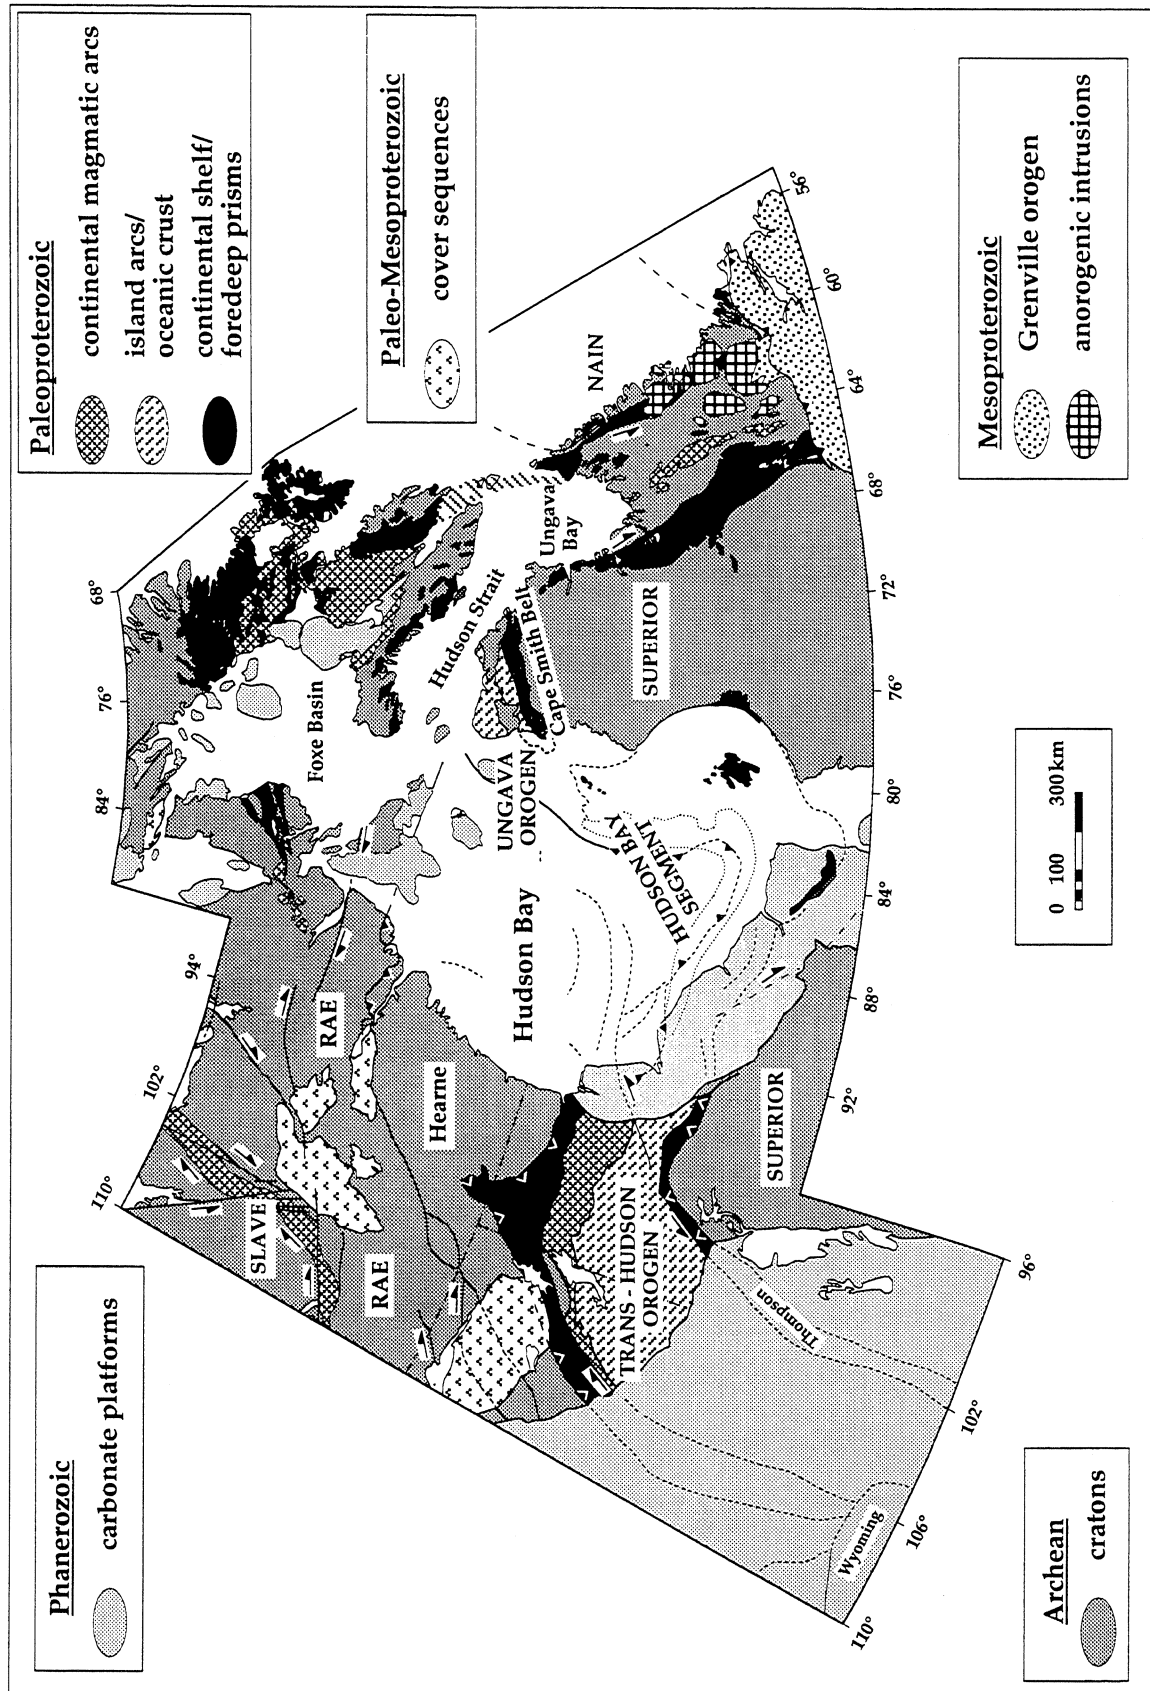 Phanerozoic
carbonate platforms
Paleoproterozoic
continental magmatic arcs
island arcs/
oceanic crust
continental shelf/
foredeep prisms
Paleo-Mesoproterozoic
cover sequences
Mesoproterozoic
Grenville orogen
anorogenic intrusions
Archean
cratons
0 100 300 km
110°
102°
94°
84°
76°
68°
56°
60°
64°
68°
72°
76°
80°
84°
88°
92°
96°
102°
106°
110°
SLAVE
RAE
RAE
Hearne
Foxe Basin
Hudson Strait
Ungava
Bay
NAIN
Hudson Bay
UNGAVA
OROGEN
Cape Smith Belt
SUPERIOR
HUDSON BAY
SEGMENT
TRANS - HUDSON
OROGEN
SUPERIOR
Thompson
Wyoming